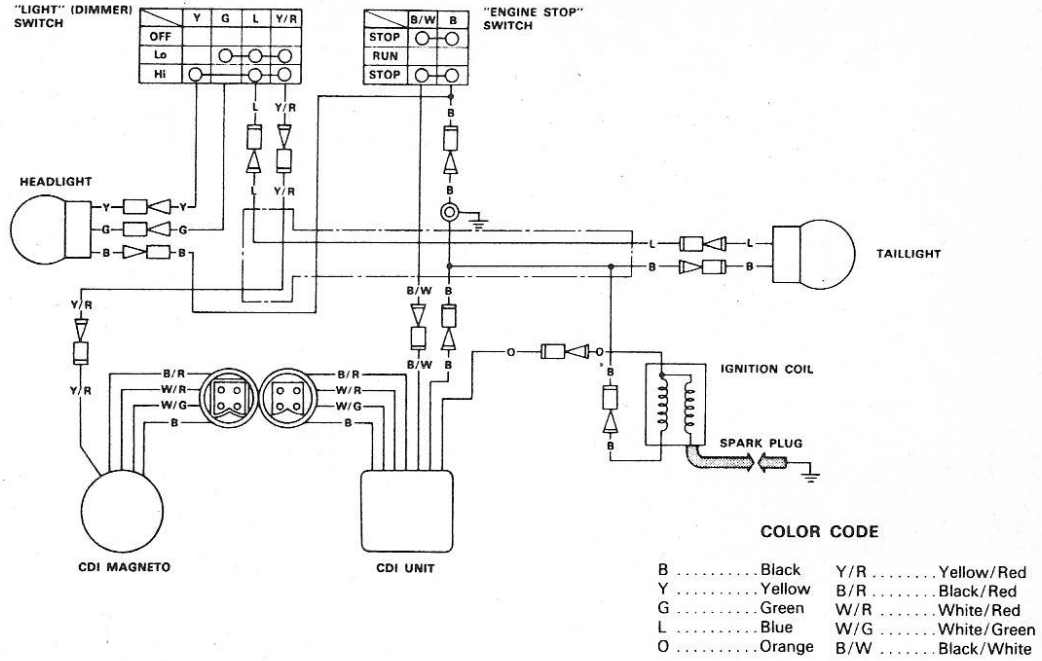 "LIGHT" (DIMMER)
SWITCH
Y G L Y/R
OFF
Lo
Hi
B/W B
STOP
RUN
STOP
"ENGINE STOP"
SWITCH
L Y/R
B
L Y/R
B
HEADLIGHT
Y Y
G G
B B
L L
B B
TAILLIGHT
Y/R
B/W B
B/W B
Y/R
O O
B
B
IGNITION COIL
SPARK PLUG
B/R
W/R
W/G
B
B/R
W/R
W/G
B
CDI MAGNETO
CDI UNIT
COLOR CODE
B .......... Black
Y .......... Yellow
G .......... Green
L .......... Blue
O .......... Orange
Y/R ........ Yellow/Red
B/R ........ Black/Red
W/R ........ White/Red
W/G ....... White/Green
B/W ....... Black/White